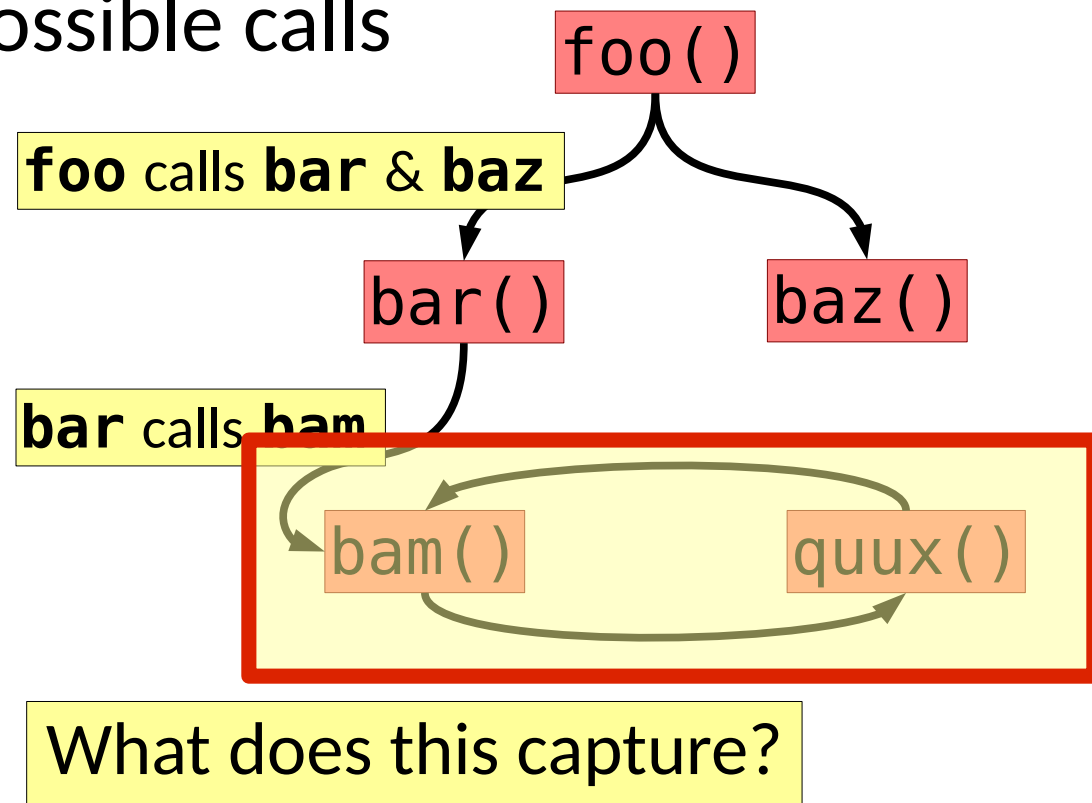 ossible calls
foo()
foo calls bar & baz
bar()
baz()
bar calls bam
bam()
quux()
What does this capture?